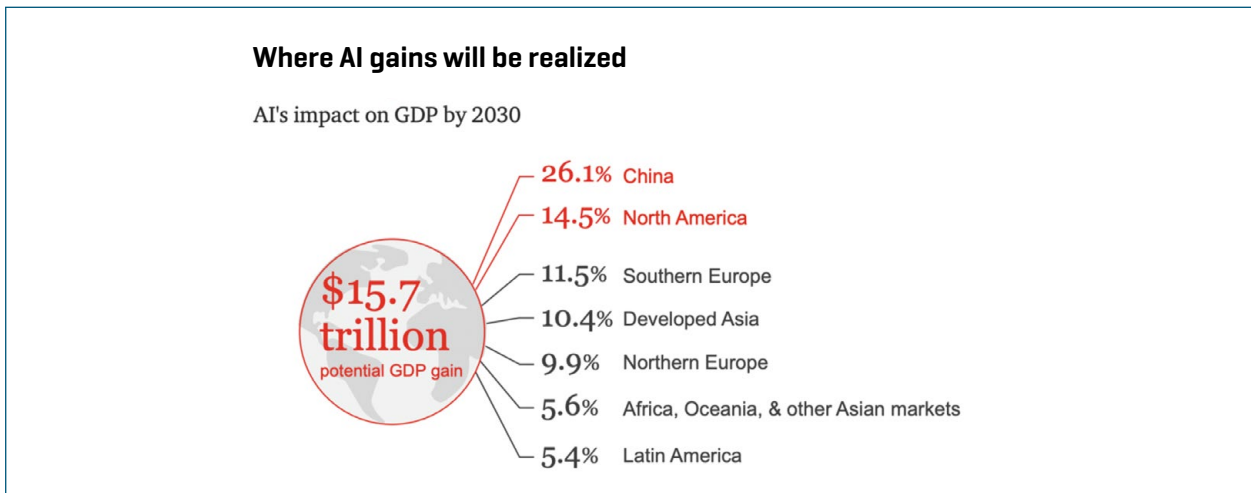 Where AI gains will be realized
AI's impact on GDP by 2030
26.1% China
14.5% North America
11.5% Southern Europe
10.4% Developed Asia
9.9% Northern Europe
5.6% Africa, Oceania, & other Asian markets
5.4% Latin America
$15.7
trillion
potential GDP gain